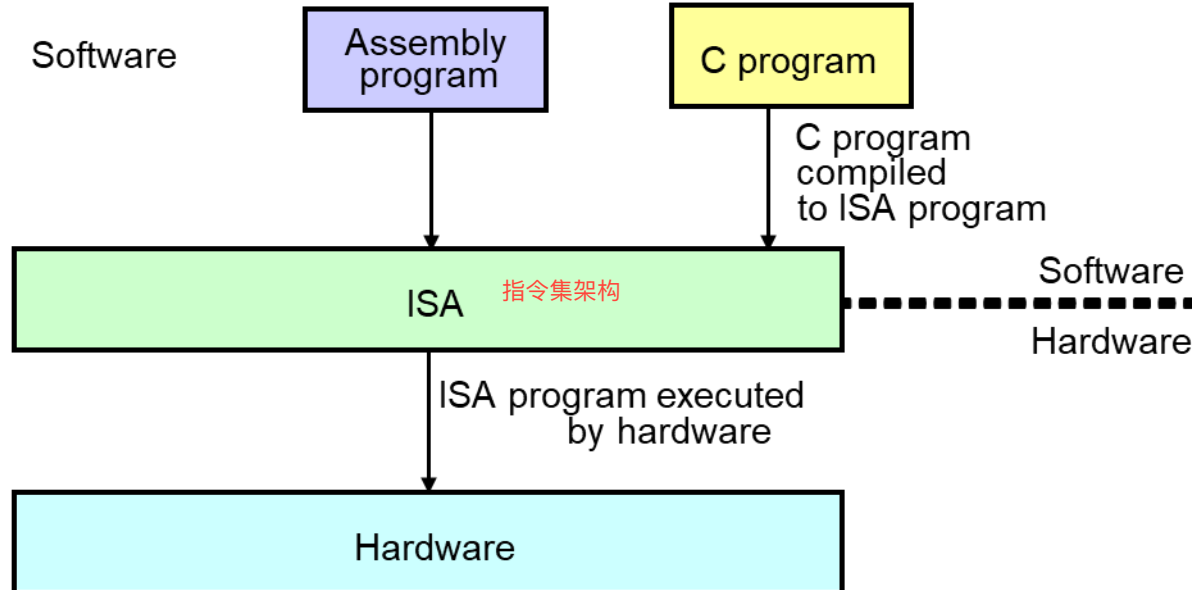 Software
Assembly
program
C program
C program
compiled
to ISA program
ISA
指令集架构
Software
Hardware
ISA program executed
by hardware
Hardware